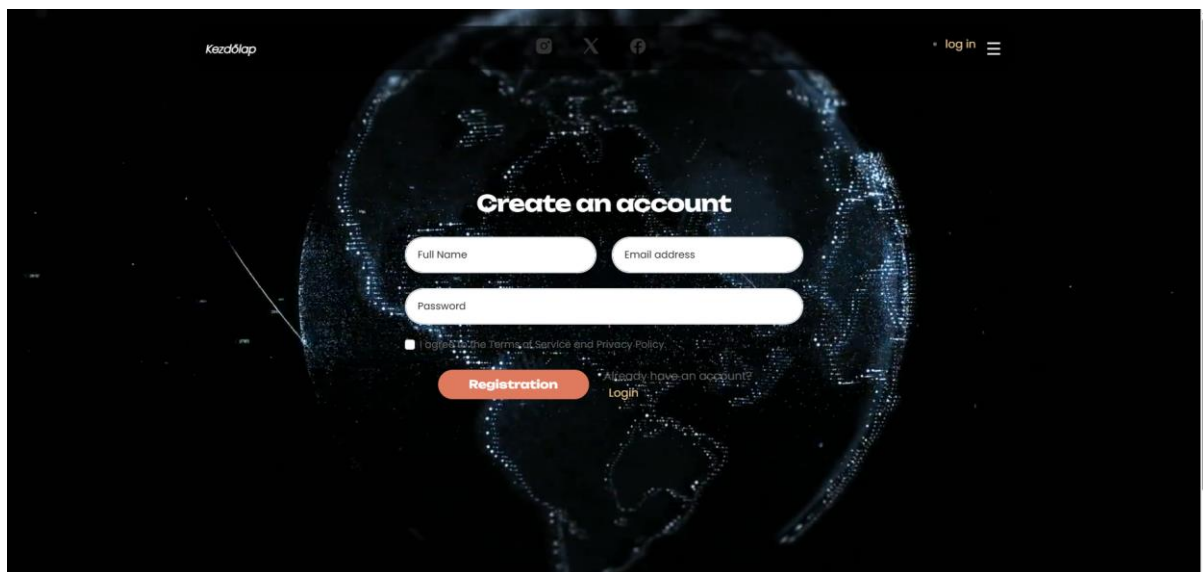 Kezdőlap
log in
Create an account
Full Name
Email address
Password
I agree to the Terms of Service and Privacy Policy.
Registration
Already have an account?
Login